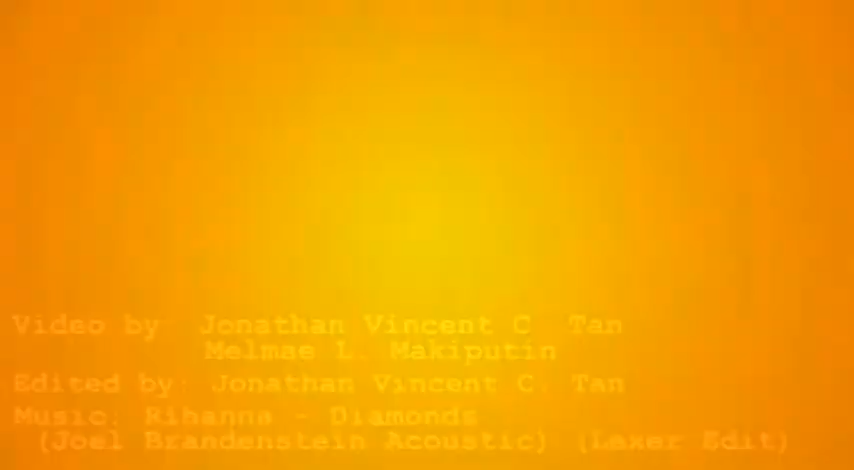 Video by: Jonathan Vincent C. Tan
Melmae L. Makiputin
Edited by: Jonathan Vincent C. Tan
Music: Rihanna - Diamonds
(Joel Brandenstein Acoustic) (Lexer Edit)